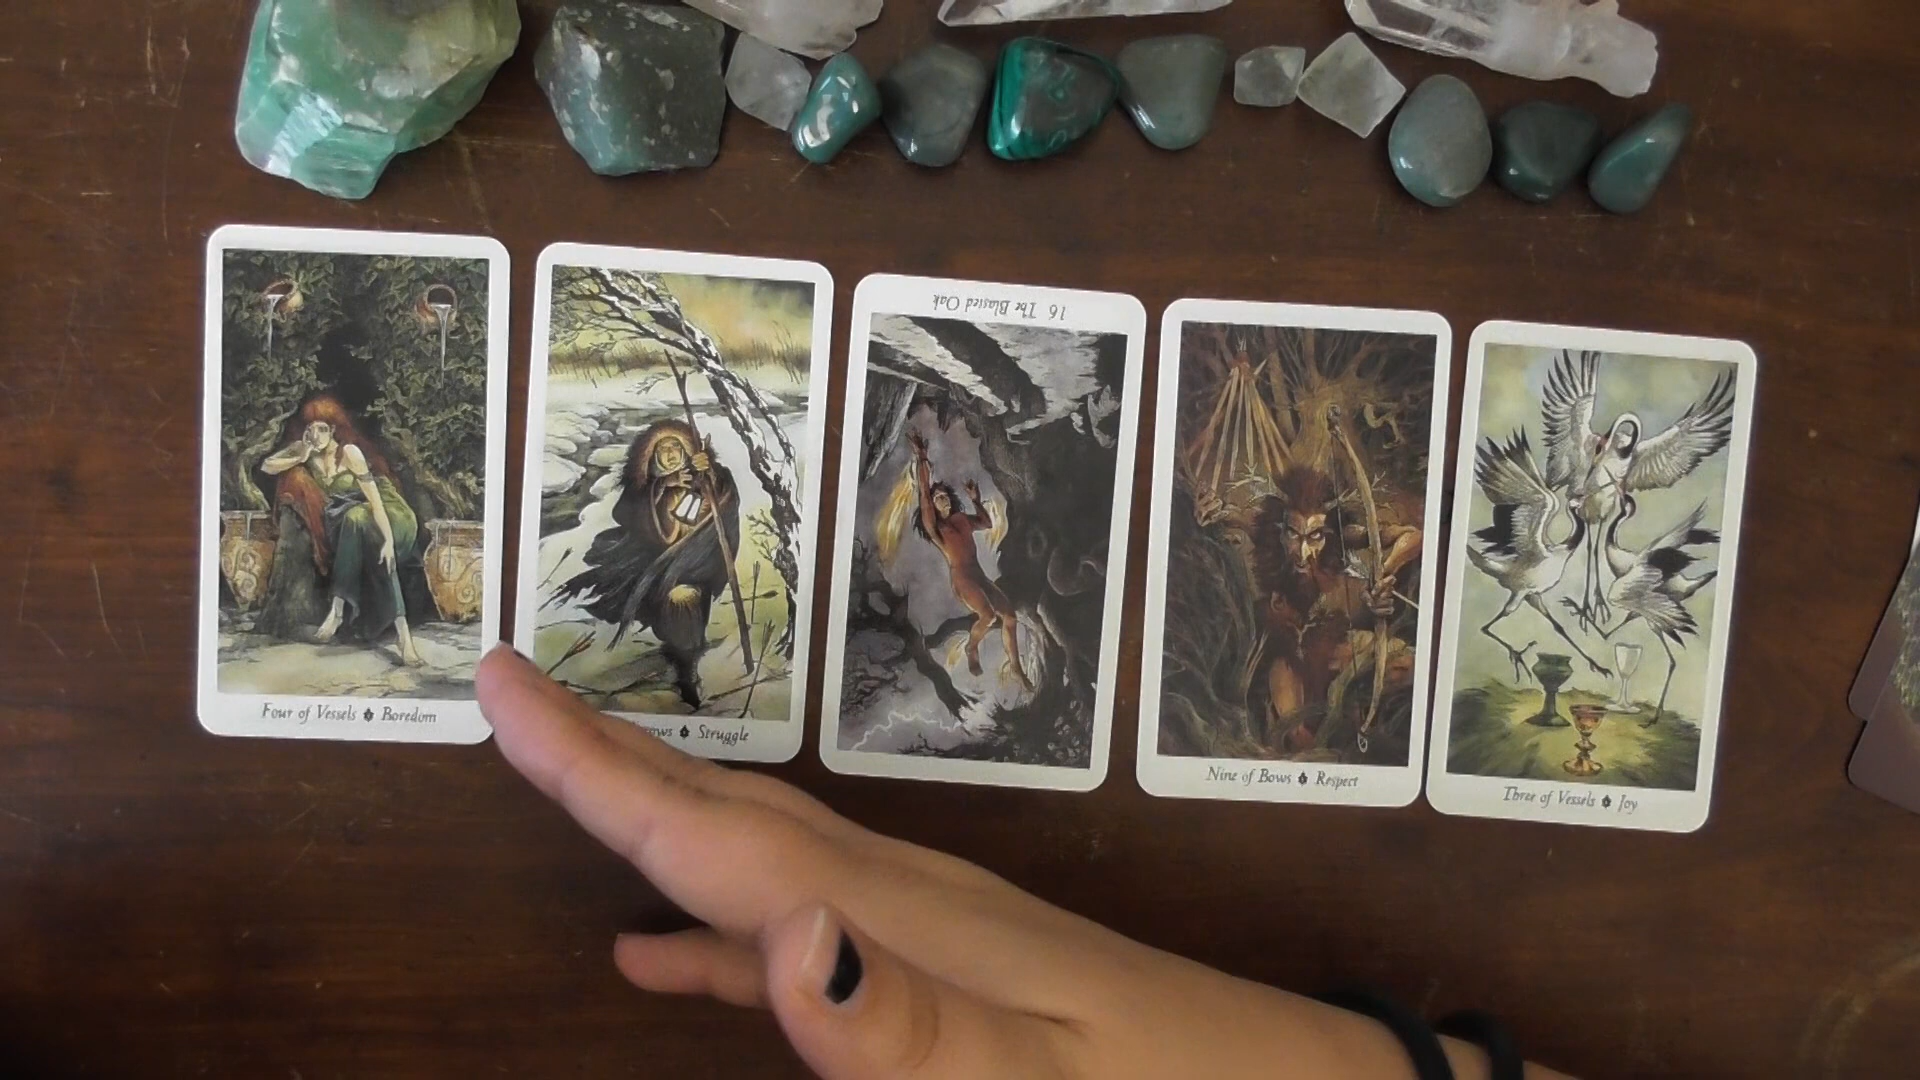 Four of Vessels Boredom
Struggle
16 The Blasted Oak
Nine of Bows Respect
Three of Vessels Joy